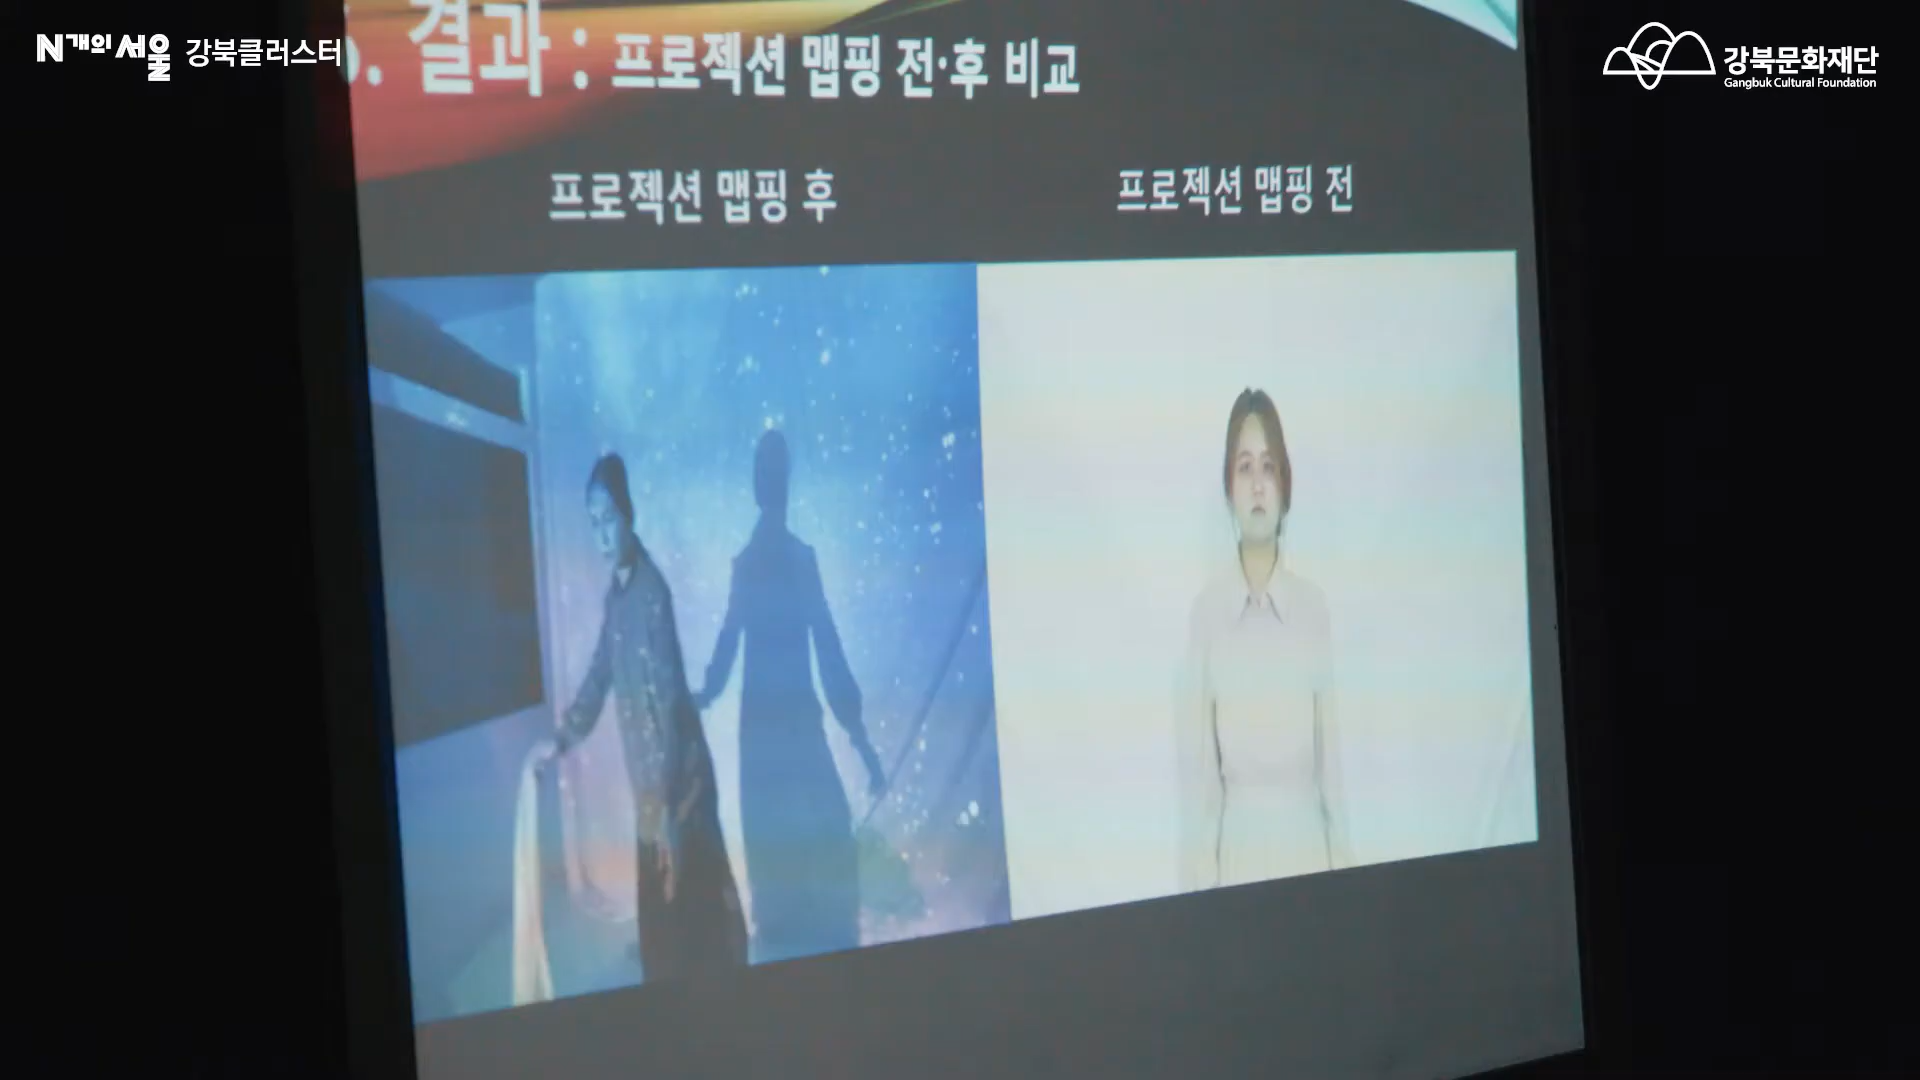 N개의 서울 강북클러스터
강북문화재단
Gangbuk Cultural Foundation
결과 : 프로젝션 맵핑 전·후 비교
프로젝션 맵핑 후
프로젝션 맵핑 전